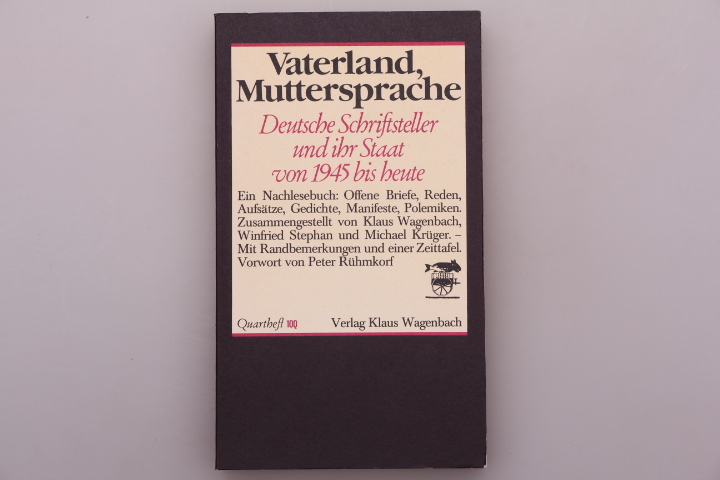 Vaterland,
Muttersprache
Deutsche Schriftsteller
und ihr Staat
von 1945 bis heute
Ein Nachlesebuch: Offene Briefe, Reden,
Aufsätze, Gedichte, Manifeste, Polemiken.
Zusammengestellt von Klaus Wagenbach,
Winfried Stephan und Michael Krüger. –
Mit Randbemerkungen und einer Zeittafel.
Vorwort von Peter Rühmkorf
Quartheft 100 Verlag Klaus Wagenbach